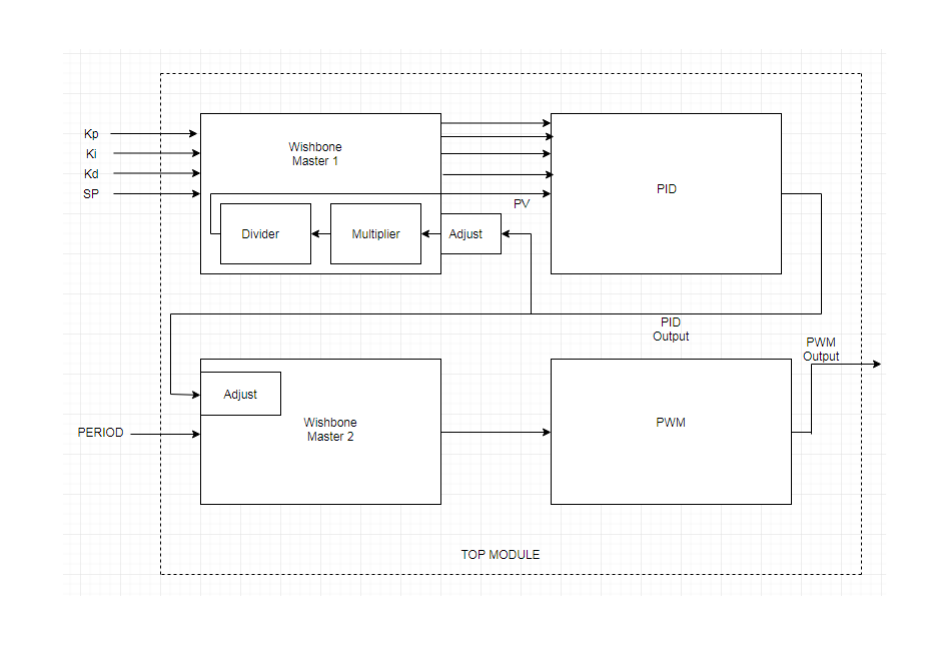 Kp
Ki
Kd
SP
Wishbone
Master 1
PID
PV
Divider
Multiplier
Adjust
PID
Output
PWM
Output
Adjust
PERIOD
Wishbone
Master 2
PWM
TOP MODULE